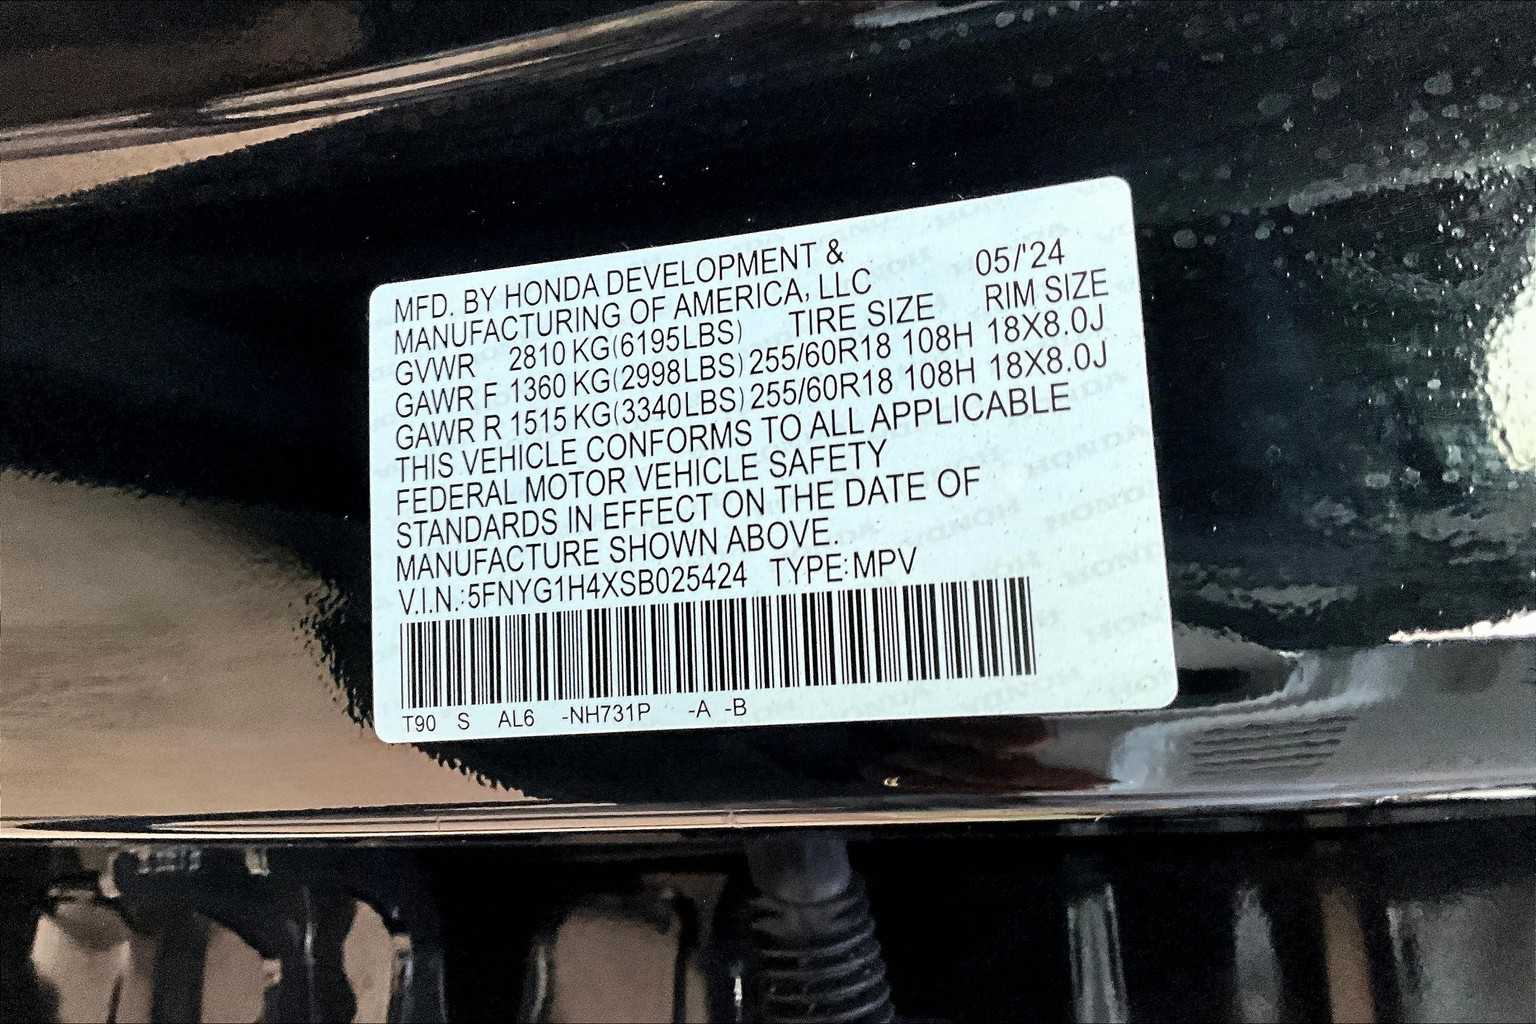 MFD. BY HONDA DEVELOPMENT &
MANUFACTURING OF AMERICA, LLC 05/'24
GVWR 2810 KG(6195LBS) TIRE SIZE RIM SIZE
GAWR F 1360 KG(2998LBS) 255/60R18 108H 18X8.0J
GAWR R 1515 KG(3340LBS) 255/60R18 108H 18X8.0J
THIS VEHICLE CONFORMS TO ALL APPLICABLE
FEDERAL MOTOR VEHICLE SAFETY
STANDARDS IN EFFECT ON THE DATE OF
MANUFACTURE SHOWN ABOVE.
V.I.N.:5FNYG1H4XSB025424 TYPE:MPV
T90 S AL6 -NH731P -A -B